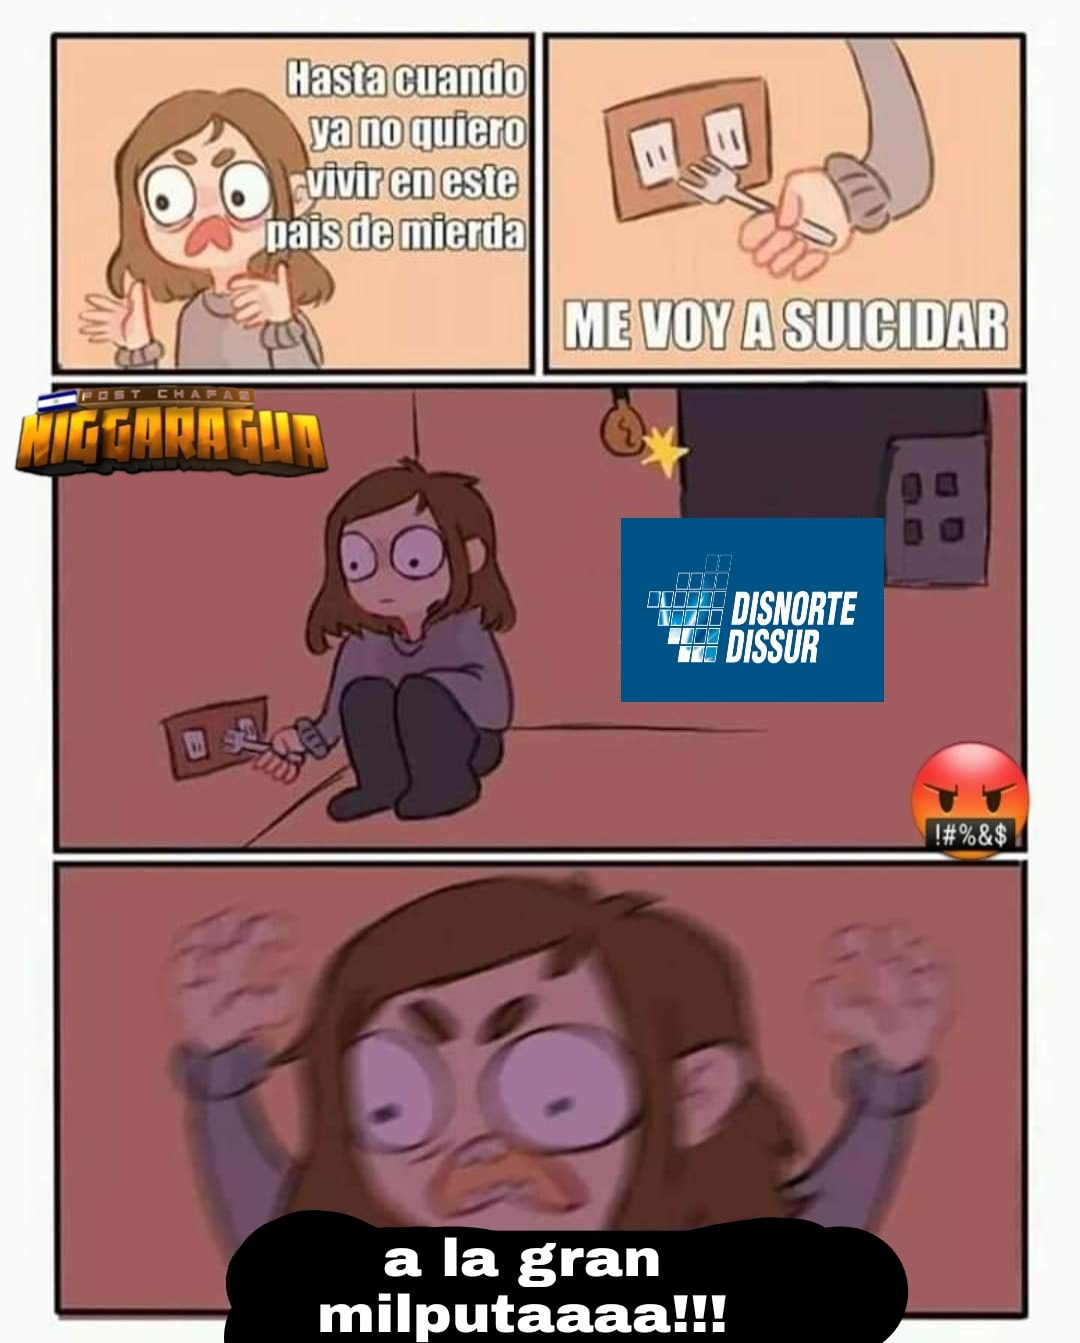 Hasta cuando
ya no quiero
vivir en este
pais de mierda
ME VOY A SUICIDAR
POST CHAPAS
NIGGARAGUA
DISNORTE
DISSUR
!#%&$
a la gran
milputaaaa!!!